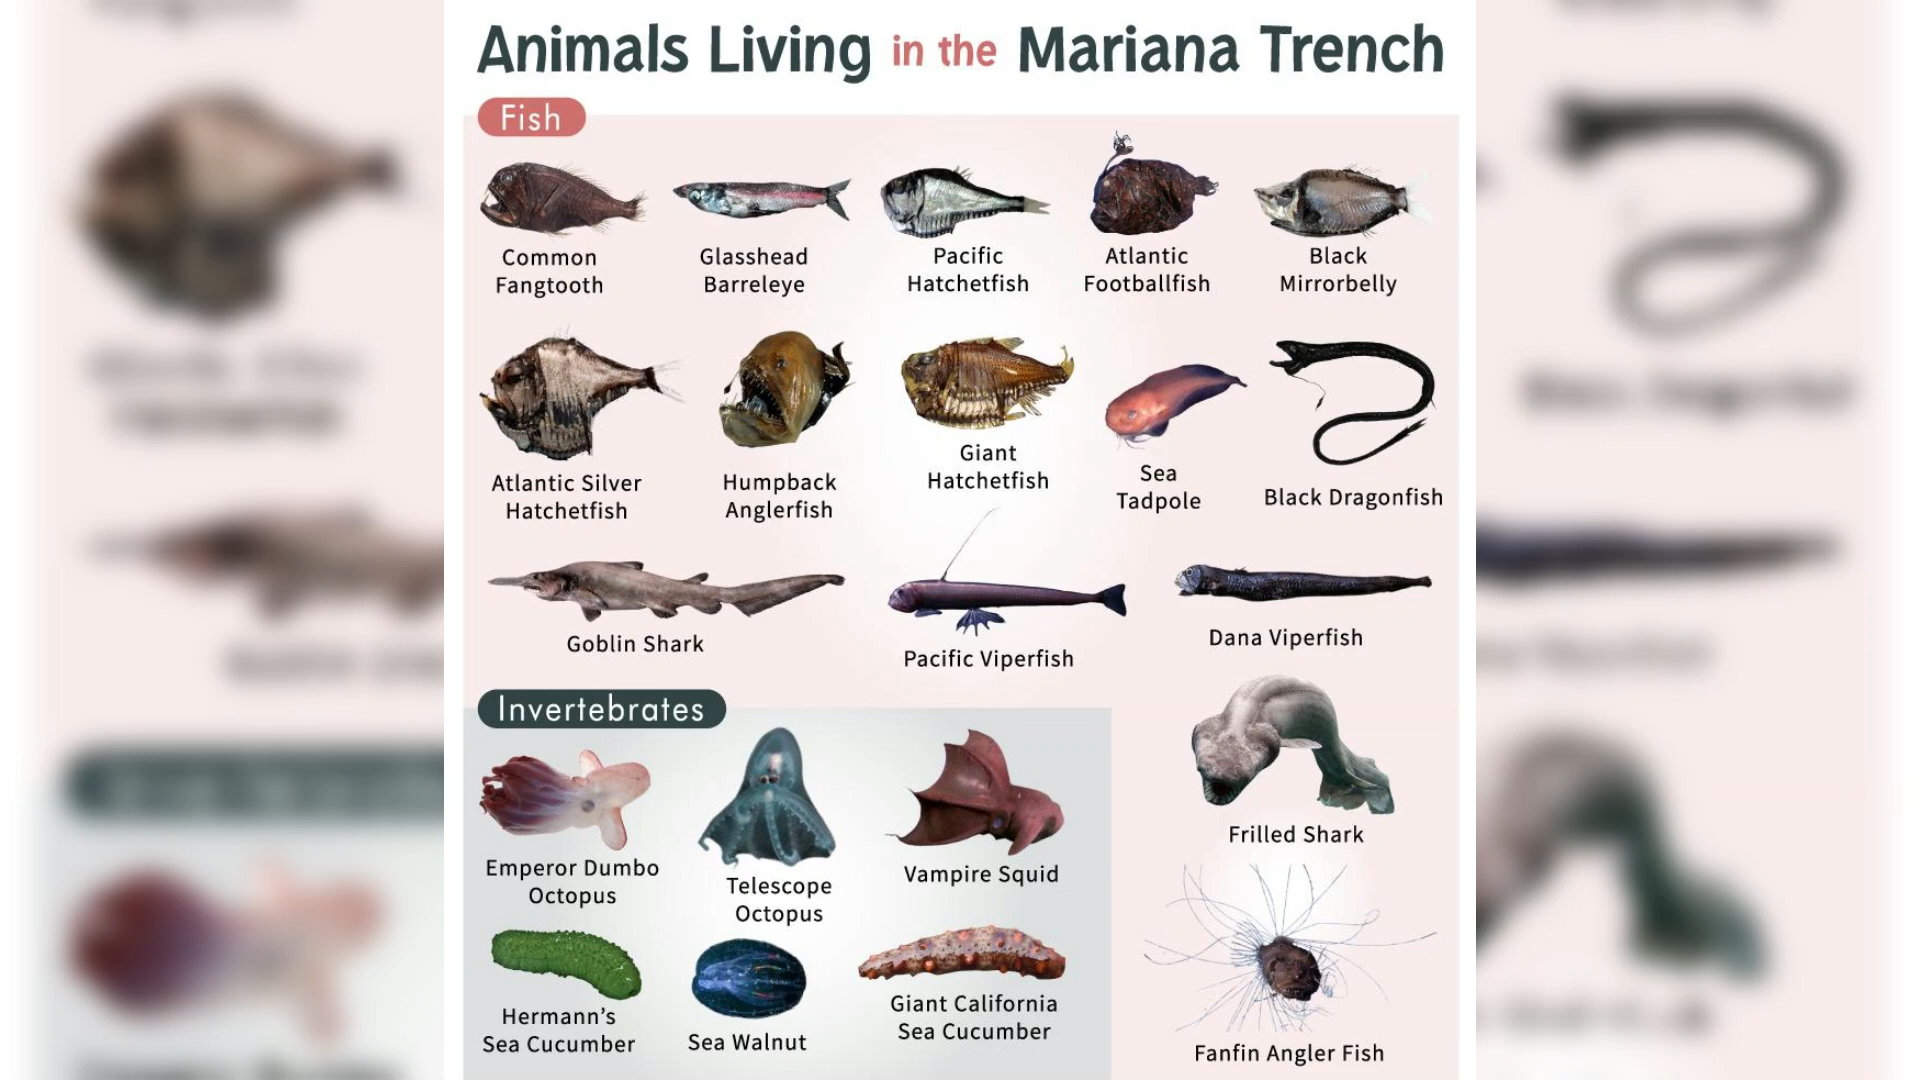 Animals Living in the Mariana Trench
Fish
Common
Fangtooth
Glasshead
Barreleye
Pacific
Hatchetfish
Atlantic
Footballfish
Black
Mirrorbelly
Atlantic Silver
Hatchetfish
Humpback
Anglerfish
Giant
Hatchetfish
Sea
Tadpole
Black Dragonfish
Goblin Shark
Pacific Viperfish
Dana Viperfish
Invertebrates
Emperor Dumbo
Octopus
Telescope
Octopus
Vampire Squid
Frilled Shark
Hermann's
Sea Cucumber
Sea Walnut
Giant California
Sea Cucumber
Fanfin Angler Fish